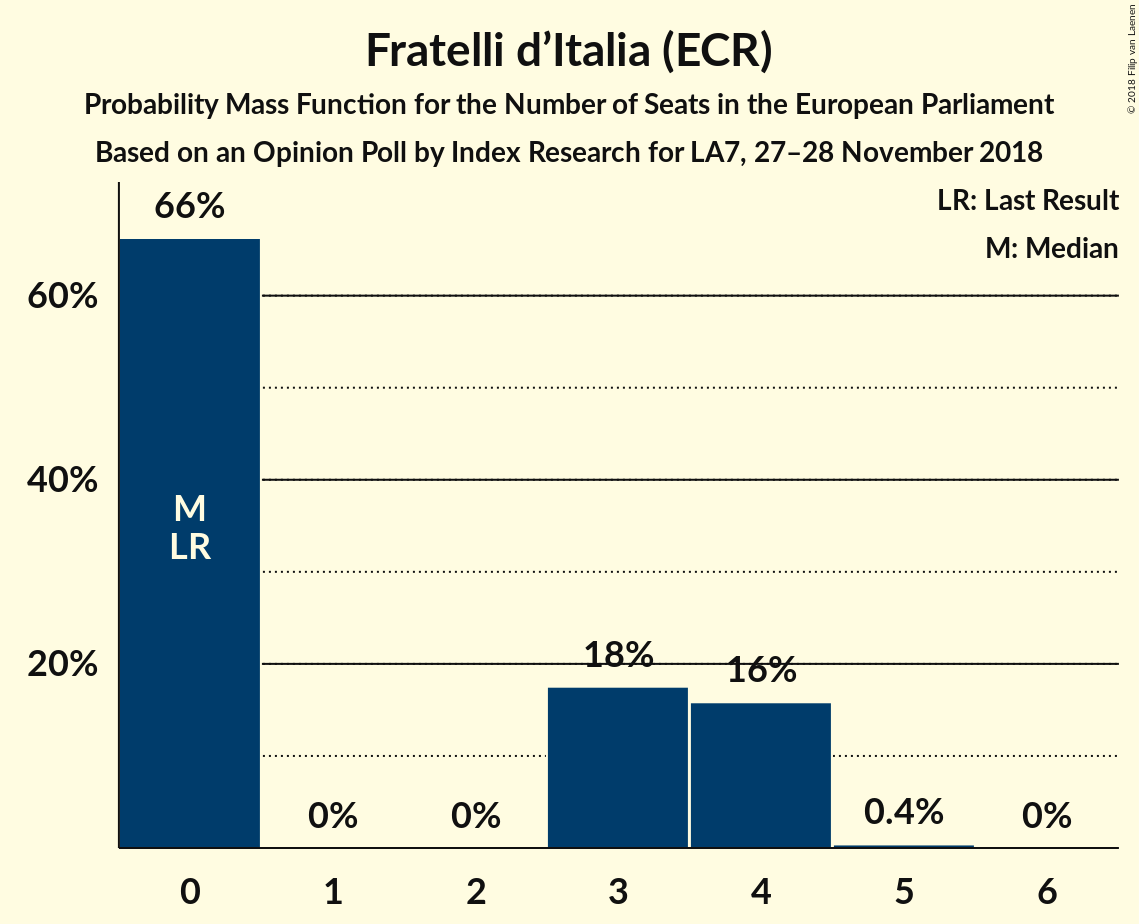 Fratelli d’Italia (ECR)
Probability Mass Function for the Number of Seats in the European Parliament
Based on an Opinion Poll by Index Research for LA7, 27–28 November 2018
© 2018 Filip van Laenen
LR: Last Result
M: Median
66%
60%
40%
M
LR
18%
16%
20%
0%
0%
0.4%
0%
0
1
2
3
4
5
6